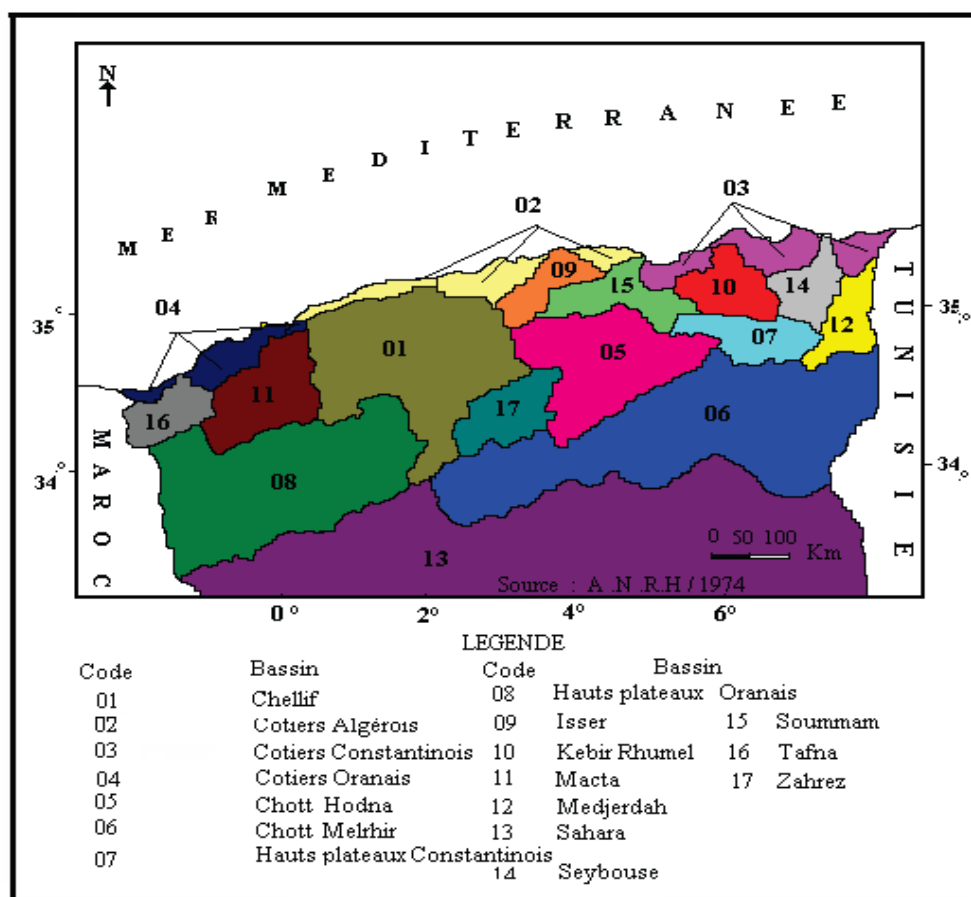 N
MER MEDITERRANEE
02
03
04
09
15
10
14
12
07
01
05
11
16
17
06
08
13
35°
35°
34°
34°
MAROC
TUNISIE
0 50 100
Km
Source : A .N .R.H / 1974
0° 2° 4° 6°
LEGENDE
Code Bassin Code Bassin
01 Chellif 08 Hauts plateaux Oranais
02 Cotiers Algérois 09 Isser 15 Soummam
03 Cotiers Constantinois 10 Kebir Rhumel 16 Tafna
04 Cotiers Oranais 11 Macta 17 Zahrez
05 Chott Hodna 12 Medjerdah
06 Chott Melrhir 13 Sahara
07 Hauts plateaux Constantinois 14 Seybouse